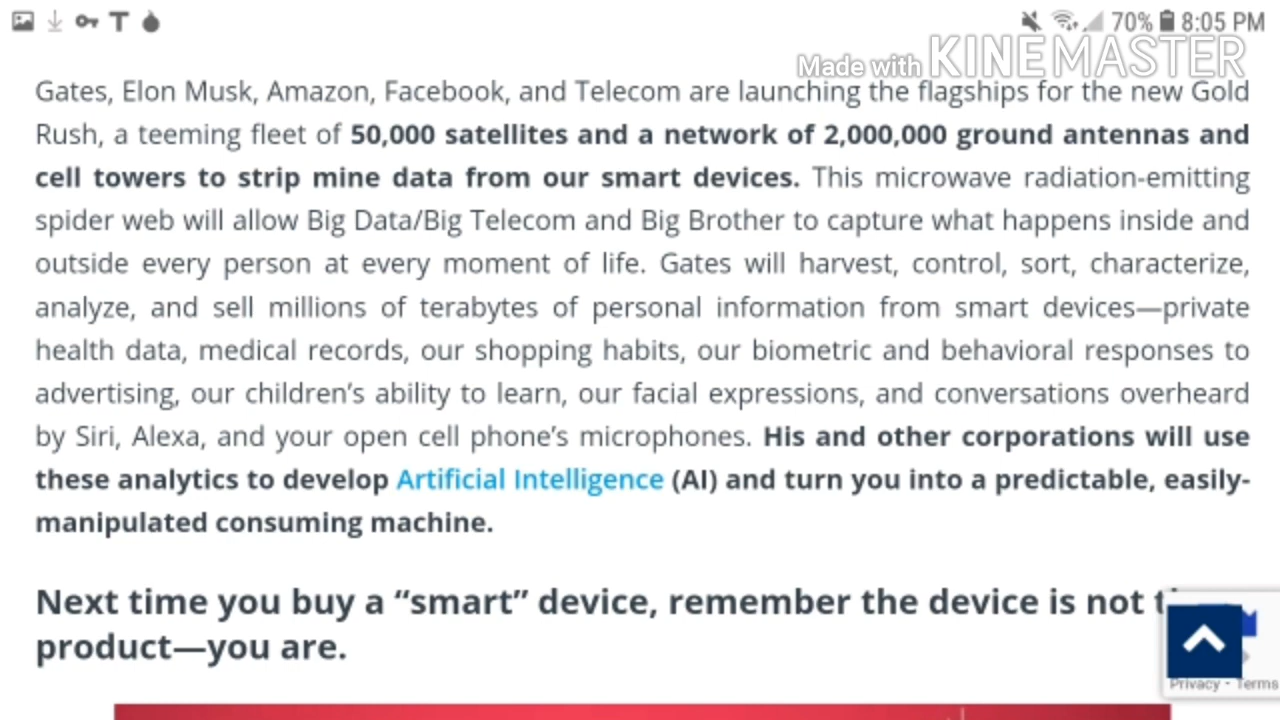 T 70% 8:05 PM
Made with KINEMASTER
Gates, Elon Musk, Amazon, Facebook, and Telecom are launching the flagships for the new Gold
Rush, a teeming fleet of 50,000 satellites and a network of 2,000,000 ground antennas and
cell towers to strip mine data from our smart devices. This microwave radiation-emitting
spider web will allow Big Data/Big Telecom and Big Brother to capture what happens inside and
outside every person at every moment of life. Gates will harvest, control, sort, characterize,
analyze, and sell millions of terabytes of personal information from smart devices—private
health data, medical records, our shopping habits, our biometric and behavioral responses to
advertising, our children’s ability to learn, our facial expressions, and conversations overheard
by Siri, Alexa, and your open cell phone’s microphones. His and other corporations will use
these analytics to develop Artificial Intelligence (AI) and turn you into a predictable, easily-
manipulated consuming machine.
Next time you buy a “smart” device, remember the device is not
product—you are.
Privacy - Terms